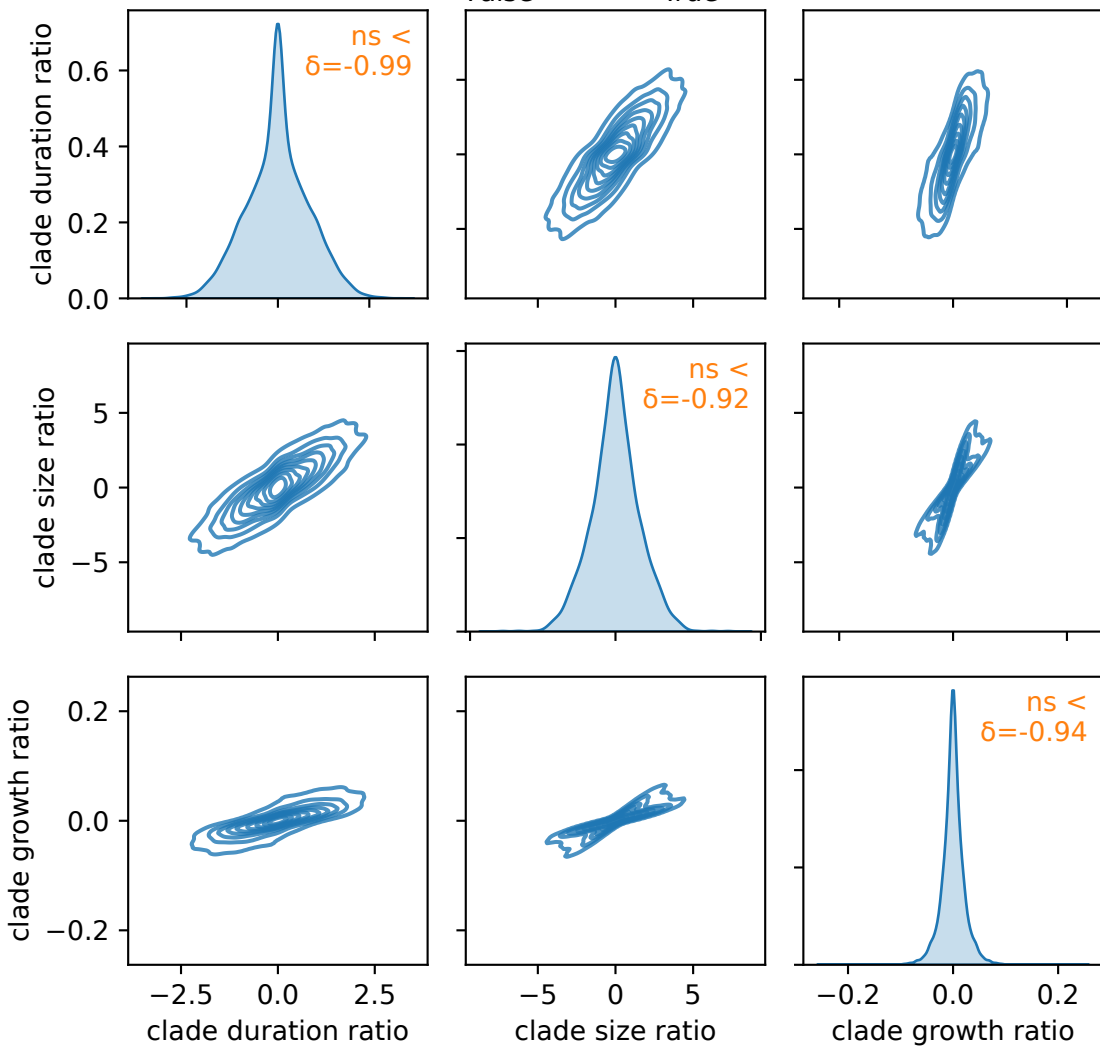 clade duration ratio
0.6
0.4
0.2
0.0
ns <
δ=-0.99
clade size ratio
5
0
−5
ns <
δ=-0.92
clade growth ratio
0.2
0.0
−0.2
ns <
δ=-0.94
−2.5 0.0 2.5
−5 0 5
−0.2 0.0 0.2
clade duration ratio
clade size ratio
clade growth ratio